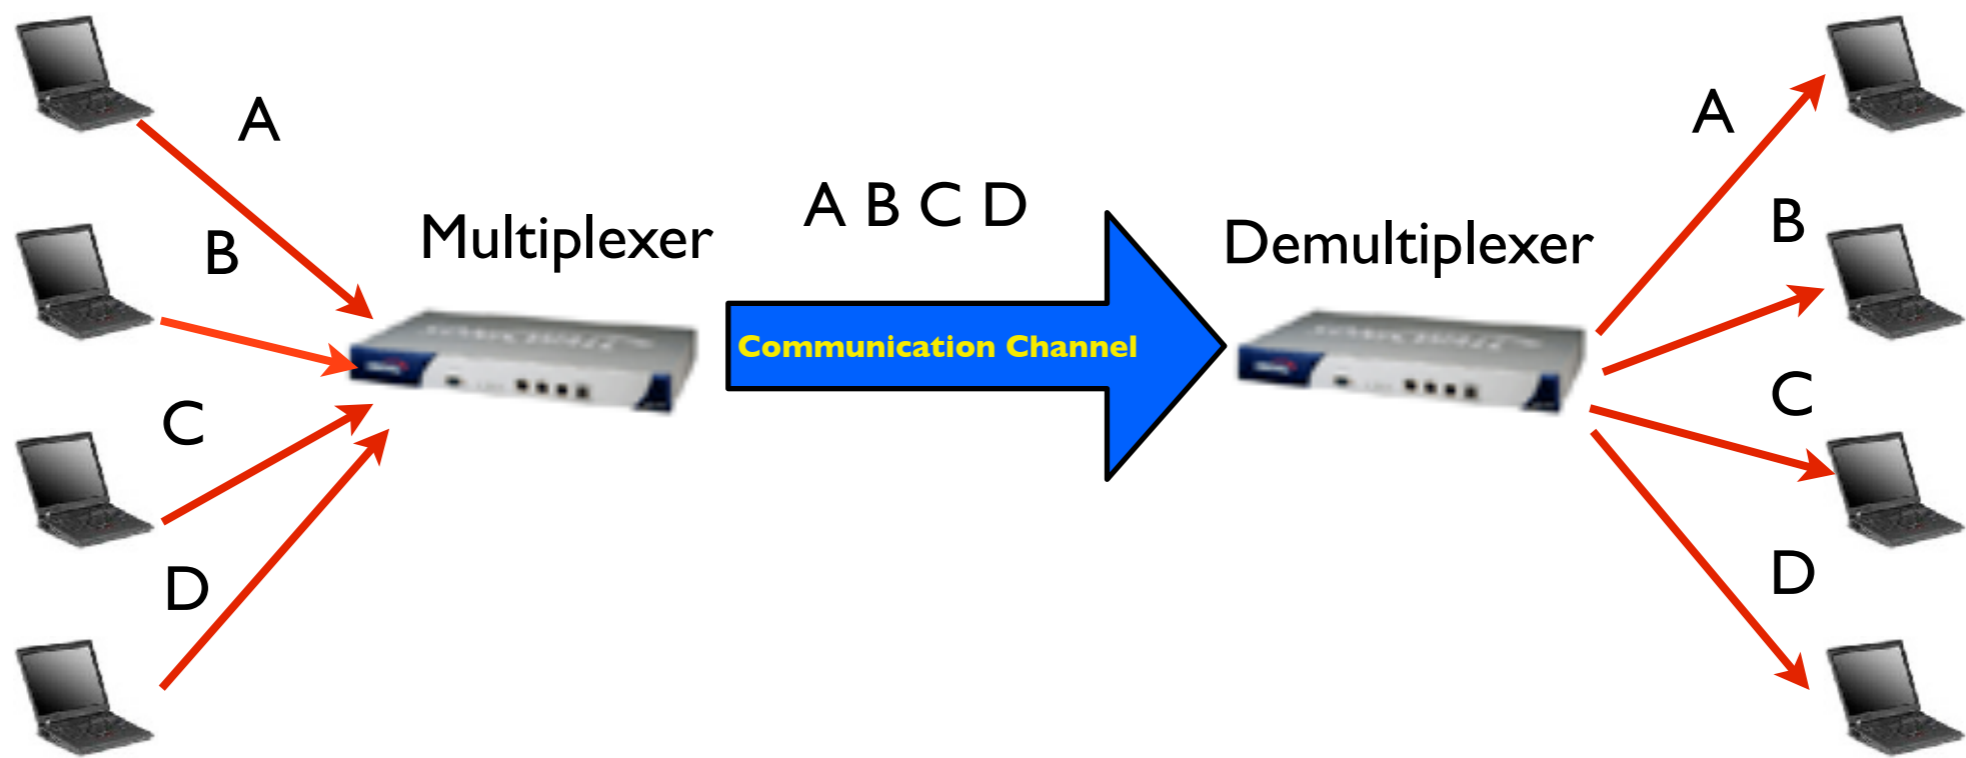 A
B
C
D
Multiplexer
A B C D
Communication Channel
Demultiplexer
A
B
C
D